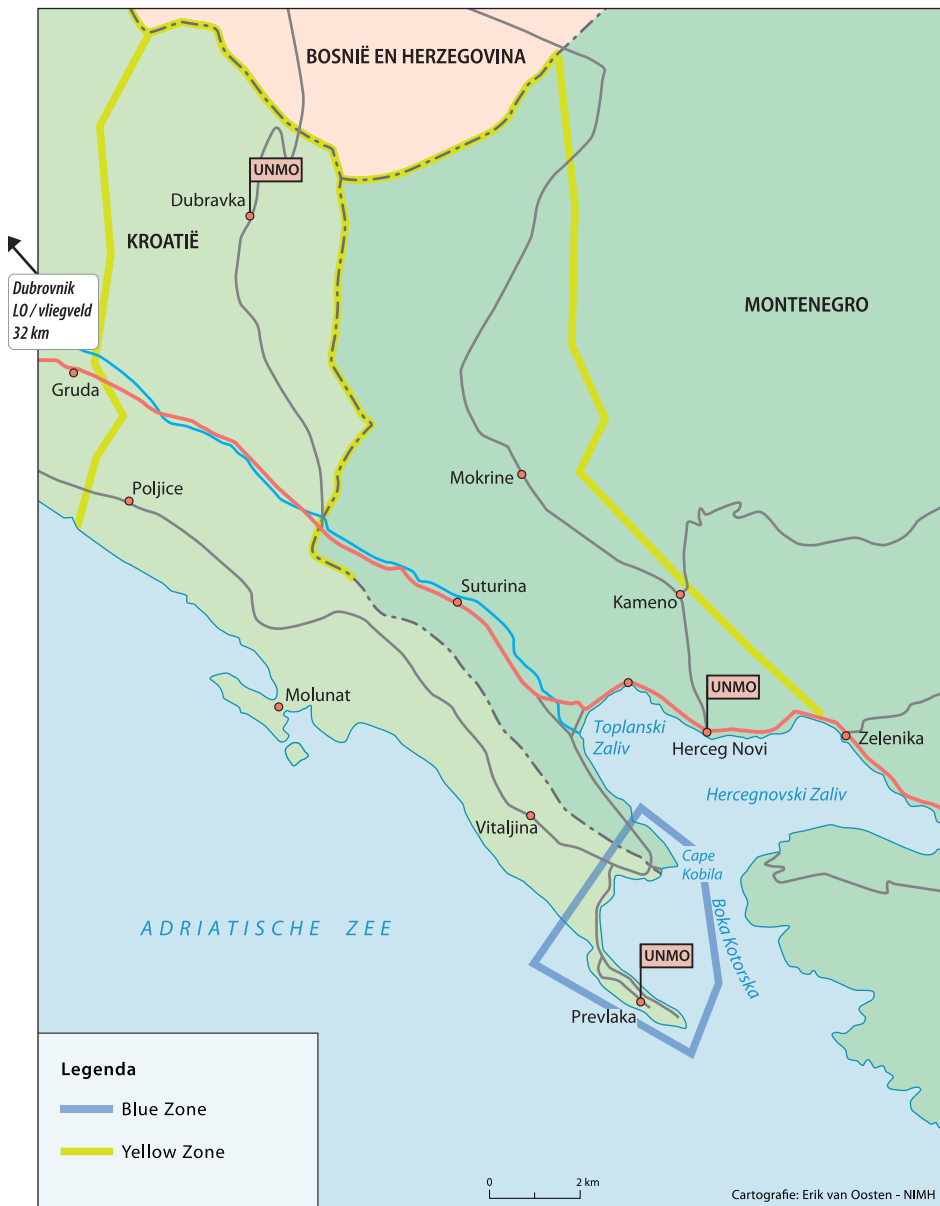 BOSNIË EN HERZEGOVINA
UNMO
Dubravka
KROATIË
Dubrovnik
LO / vliegveld
32 km
MONTENEGRO
Gruda
Mokrine
Poljice
Suturina
Kameno
UNMO
Molunat
Toplanski
Zaliv
Herceg Novi
Zelenika
Hercegnovski Zaliv
Vitaljina
Cape
Kobila
Boka Kotorska
ADRIATISCHE ZEE
UNMO
Prevlaka
Legenda
Blue Zone
Yellow Zone
0 2 km
Cartografie: Erik van Oosten - NIMH